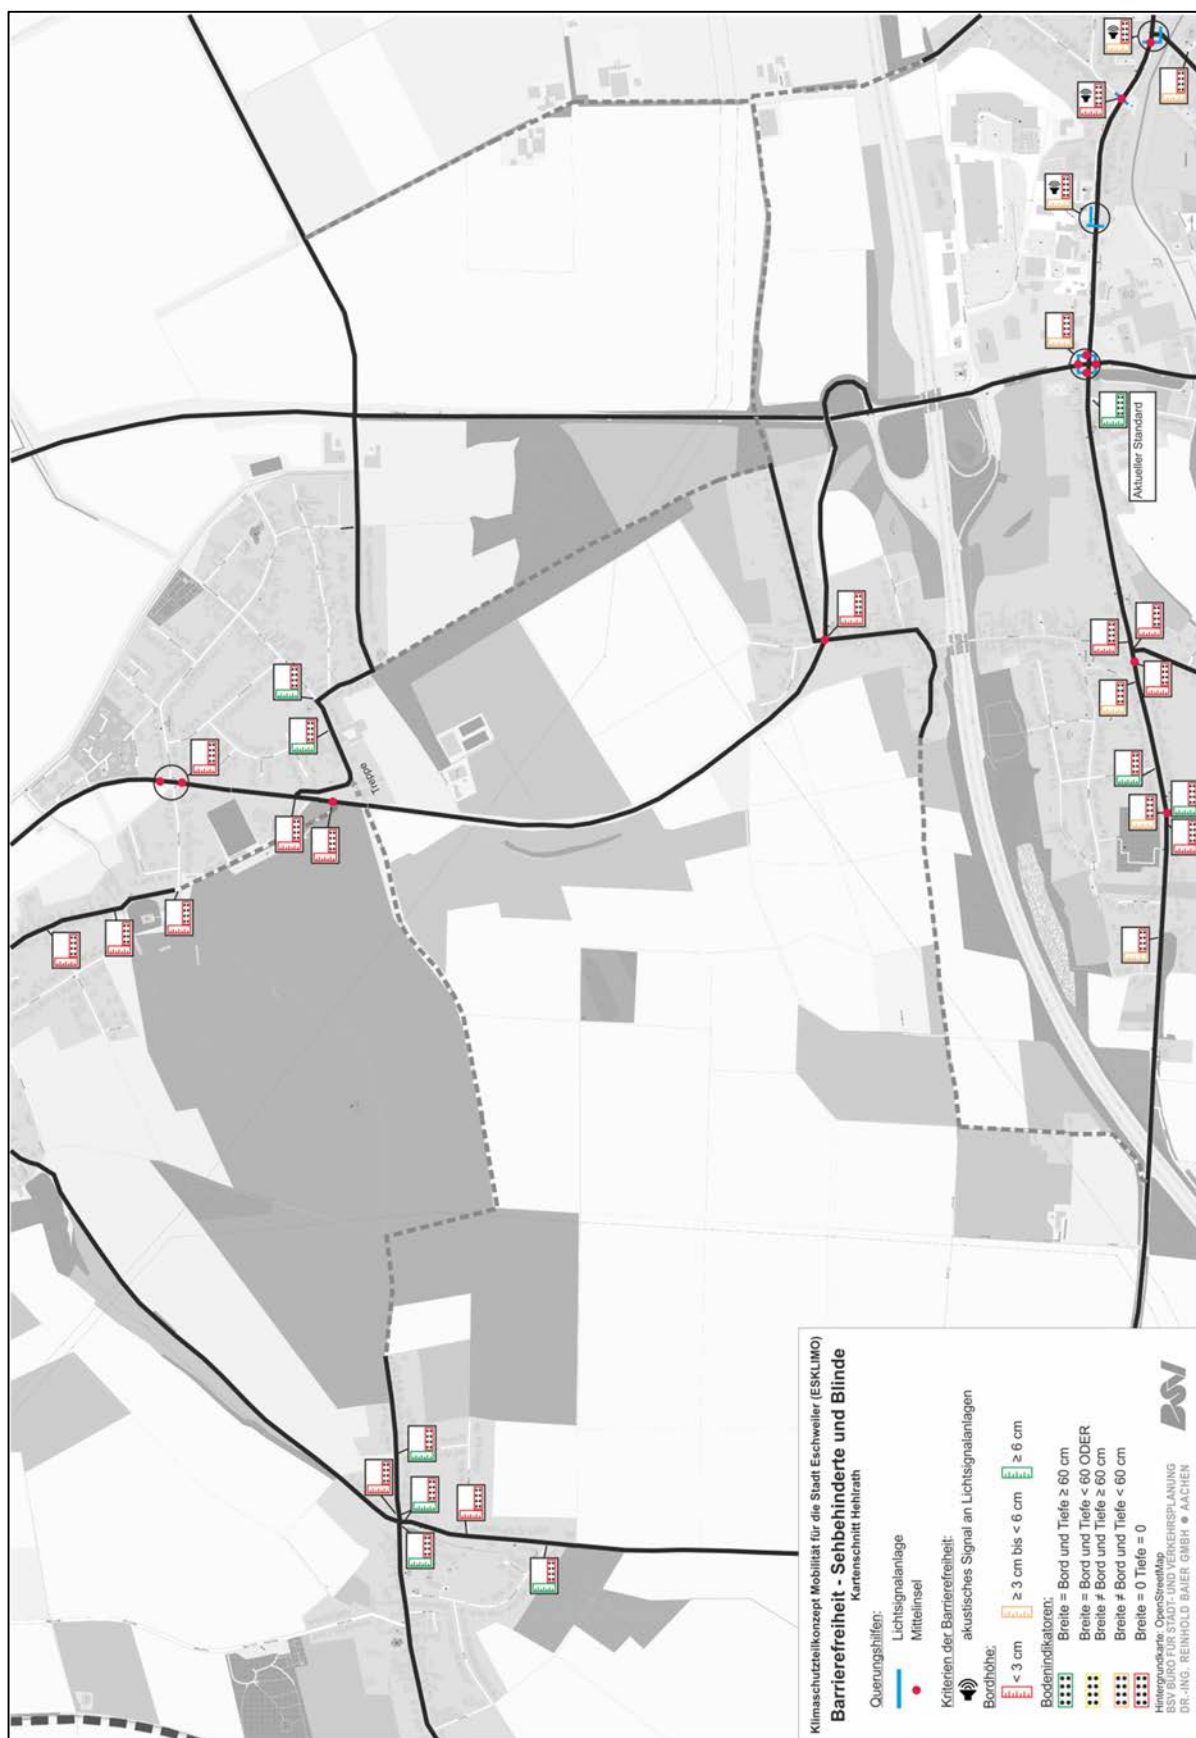 Treppe
Aktueller Standard
Klimaschutzteilkonzept Mobilität für die Stadt Eschweiler (ESKLIMO)
Barrierefreiheit - Sehbehinderte und Blinde
Kartenschnitt Hehlrath
Querungshilfen:
Lichtsignalanlage
Mittelinsel
Kriterien der Barrierefreiheit:
akustisches Signal an Lichtsignalanlagen
Bordhöhe:
< 3 cm ≥ 3 cm bis < 6 cm ≥ 6 cm
Bodenindikatoren:
Breite = Bord und Tiefe ≥ 60 cm
Breite = Bord und Tiefe < 60 ODER
Breite ≠ Bord und Tiefe ≥ 60 cm
Breite ≠ Bord und Tiefe < 60 cm
Breite = 0 Tiefe = 0
Hintergrundkarte: OpenStreetMap
BSV BÜRO FÜR STADT- UND VERKEHRSPLANUNG
DR.-ING. REINHOLD BAIER GMBH ● AACHEN
BSV